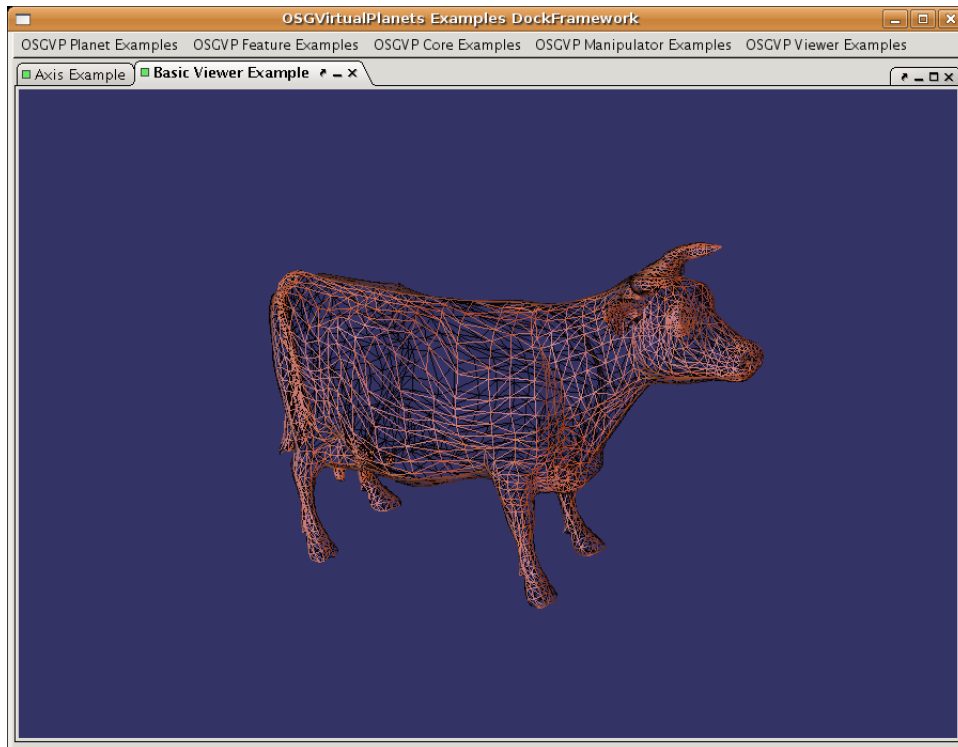 OSGVirtualPlanets Examples DockFramework
OSGVP Planet Examples OSGVP Feature Examples OSGVP Core Examples OSGVP Manipulator Examples OSGVP Viewer Examples
Axis Example Basic Viewer Example